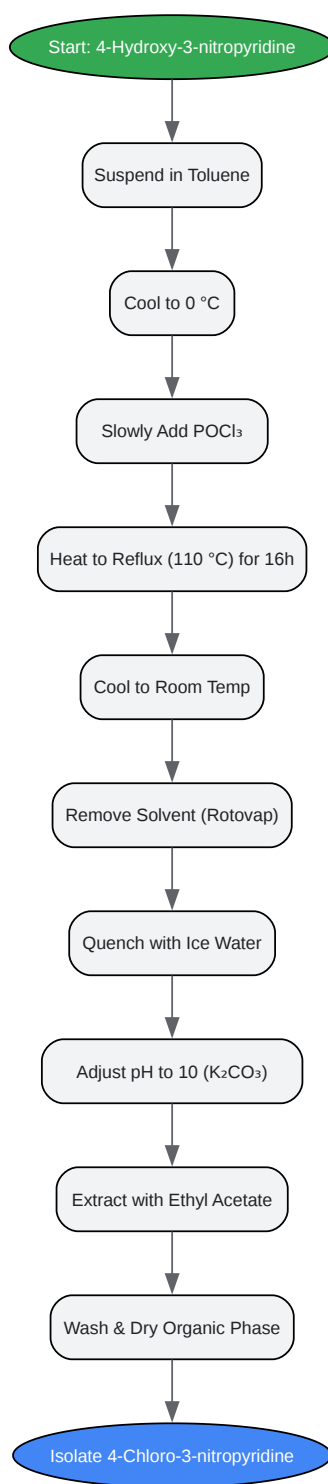 Start: 4-Hydroxy-3-nitropyridine
Suspend in Toluene
Cool to 0 °C
Slowly Add POCl₃
Heat to Reflux (110 °C) for 16h
Cool to Room Temp
Remove Solvent (Rotovap)
Quench with Ice Water
Adjust pH to 10 (K₂CO₃)
Extract with Ethyl Acetate
Wash & Dry Organic Phase
Isolate 4-Chloro-3-nitropyridine